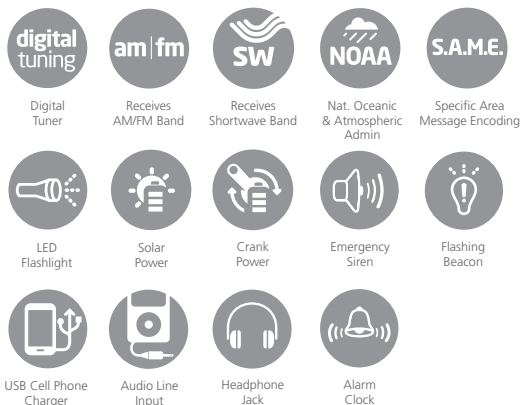 digital
tuning
am|fm
SW
NOAA
S.A.M.E.
Digital
Tuner
Receives
AM/FM Band
Receives
Shortwave Band
Nat. Oceanic
& Atmospheric
Admin
Specific Area
Message Encoding
LED
Flashlight
Solar
Power
Crank
Power
Emergency
Siren
Flashing
Beacon
USB Cell Phone
Charger
Audio Line
Input
Headphone
Jack
Alarm
Clock